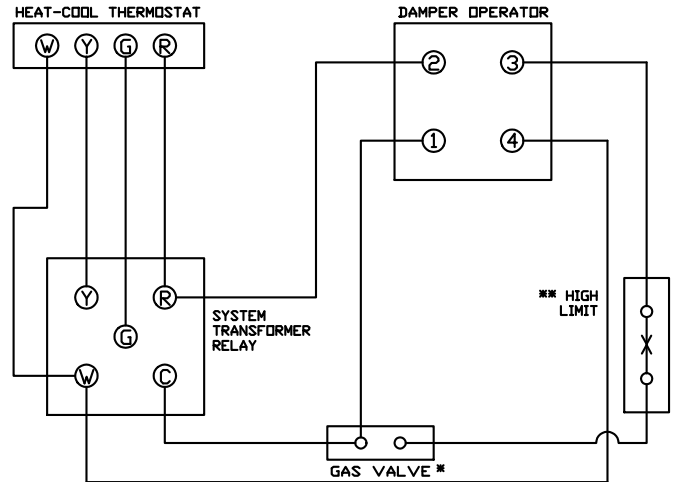 HEAT-COOL THERMOSTAT
W Y G R
DAMPER OPERATOR
2 3
1 4
Y R
G
W C
SYSTEM
TRANSFORMER
RELAY
** HIGH
LIMIT
GAS VALVE *